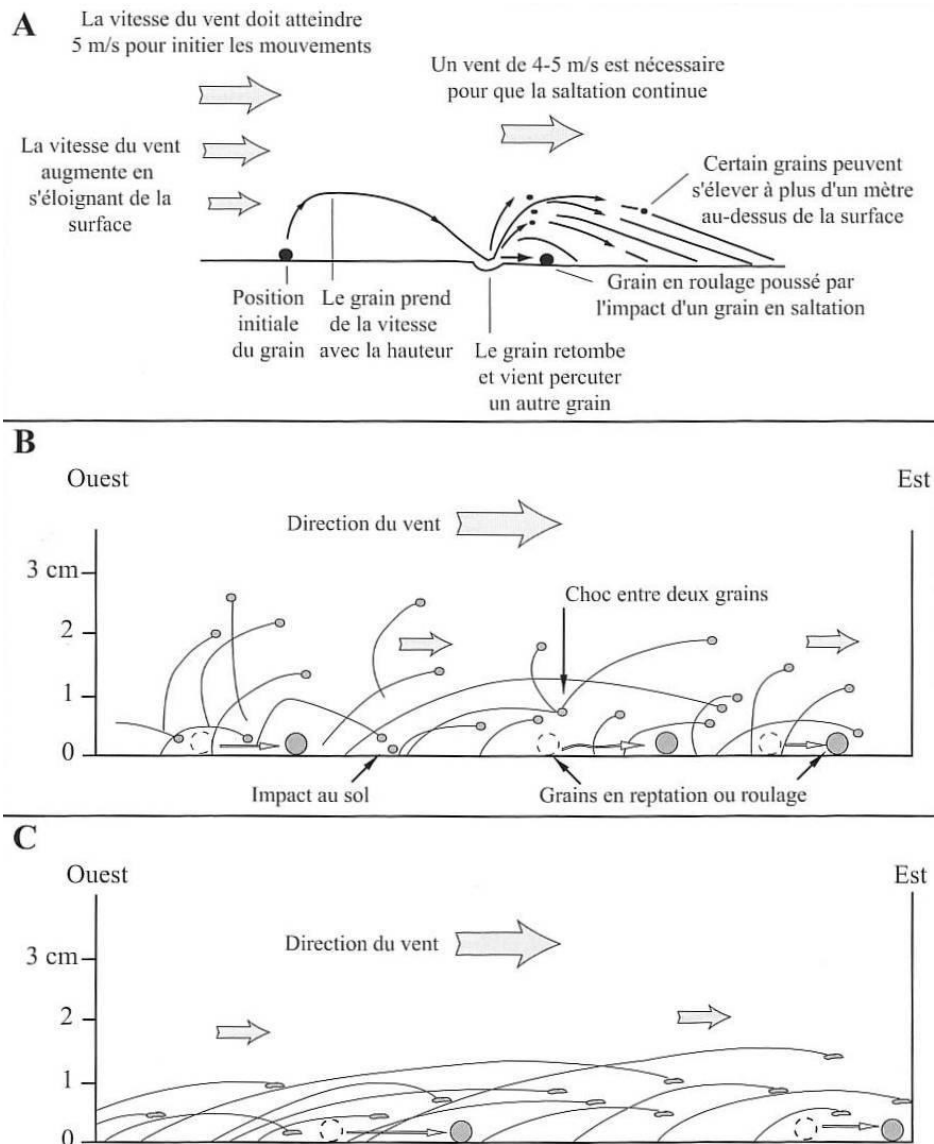 A
La vitesse du vent doit atteindre
5 m/s pour initier les mouvements
Un vent de 4-5 m/s est nécessaire
pour que la saltation continue
La vitesse du vent
augmente en
s'éloignant de la
surface
Certain grains peuvent
s'élever à plus d'un mètre
au-dessus de la surface
Position
initiale
du grain
Le grain prend
de la vitesse
avec la hauteur
Le grain retombe
et vient percuter
un autre grain
Grain en roulage poussé par
l'impact d'un grain en saltation
B
Ouest
Est
Direction du vent
3 cm
2
1
0
Choc entre deux grains
Impact au sol
Grains en reptation ou roulage
C
Ouest
Est
Direction du vent
3 cm
2
1
0